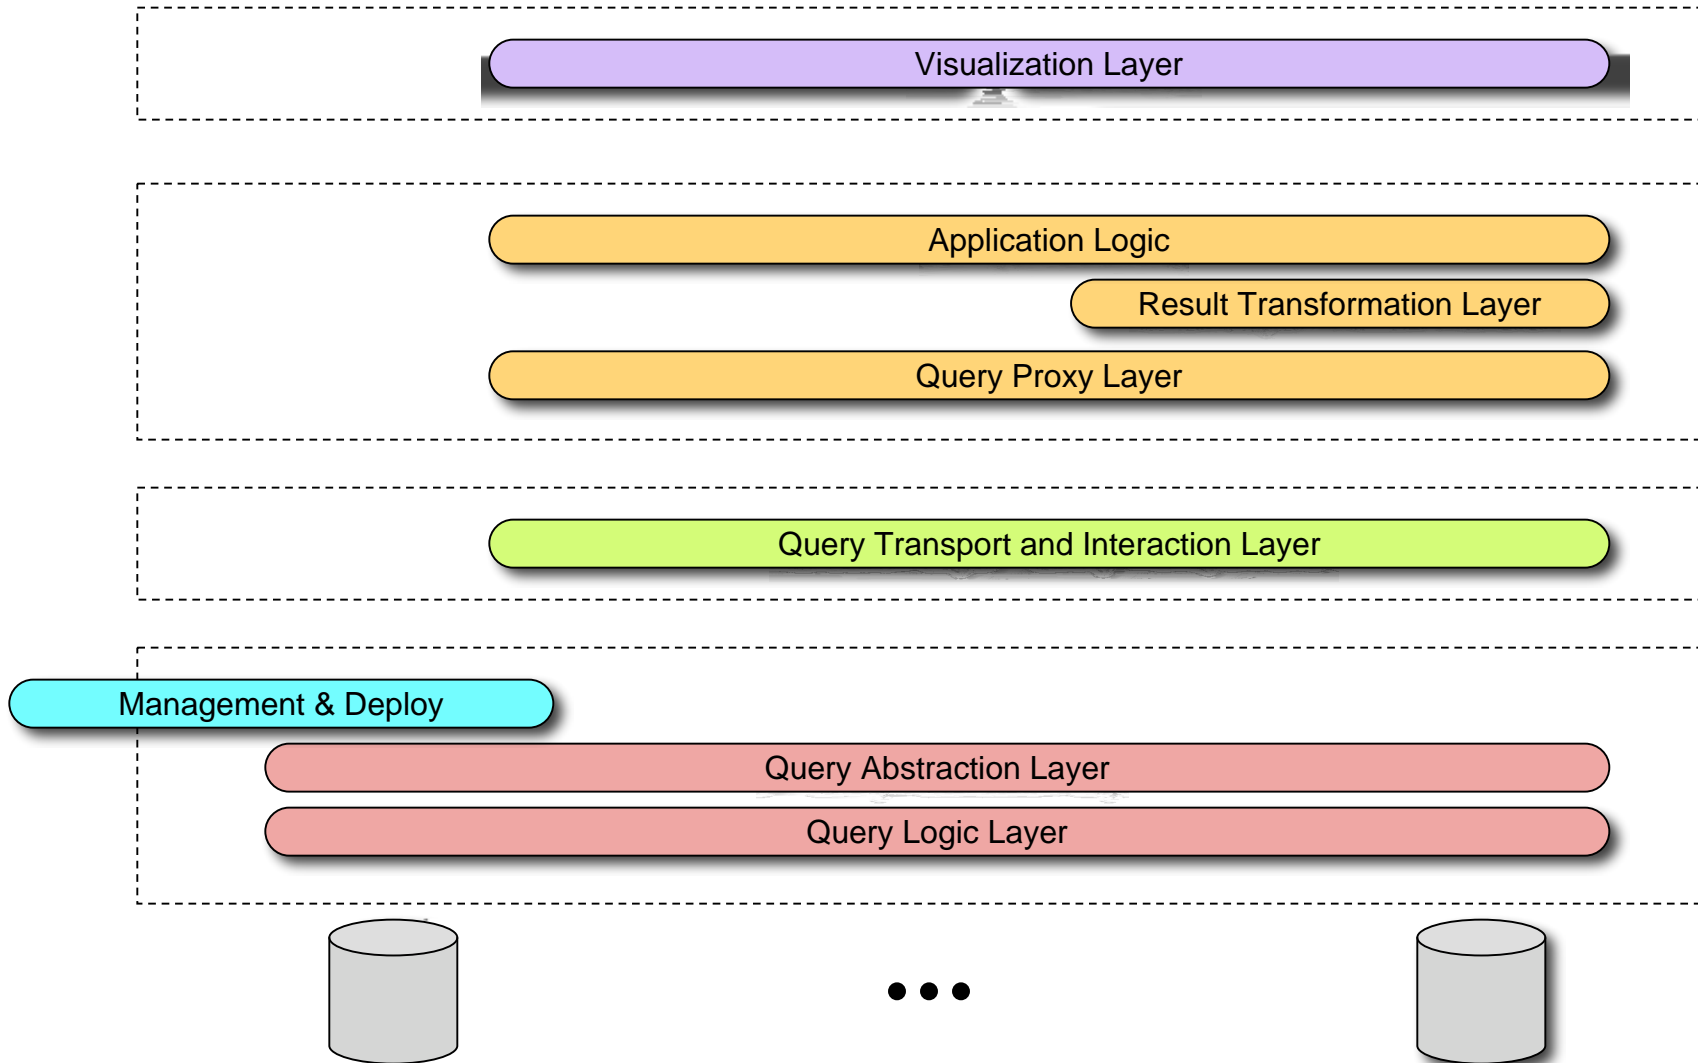 Visualization Layer
Application Logic
Result Transformation Layer
Query Proxy Layer
Query Transport and Interaction Layer
Management & Deploy
Query Abstraction Layer
Query Logic Layer